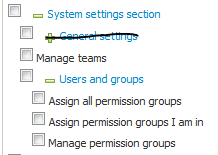 System settings section
General settings
Manage teams
Users and groups
Assign all permission groups
Assign permission groups I am in
Manage permission groups